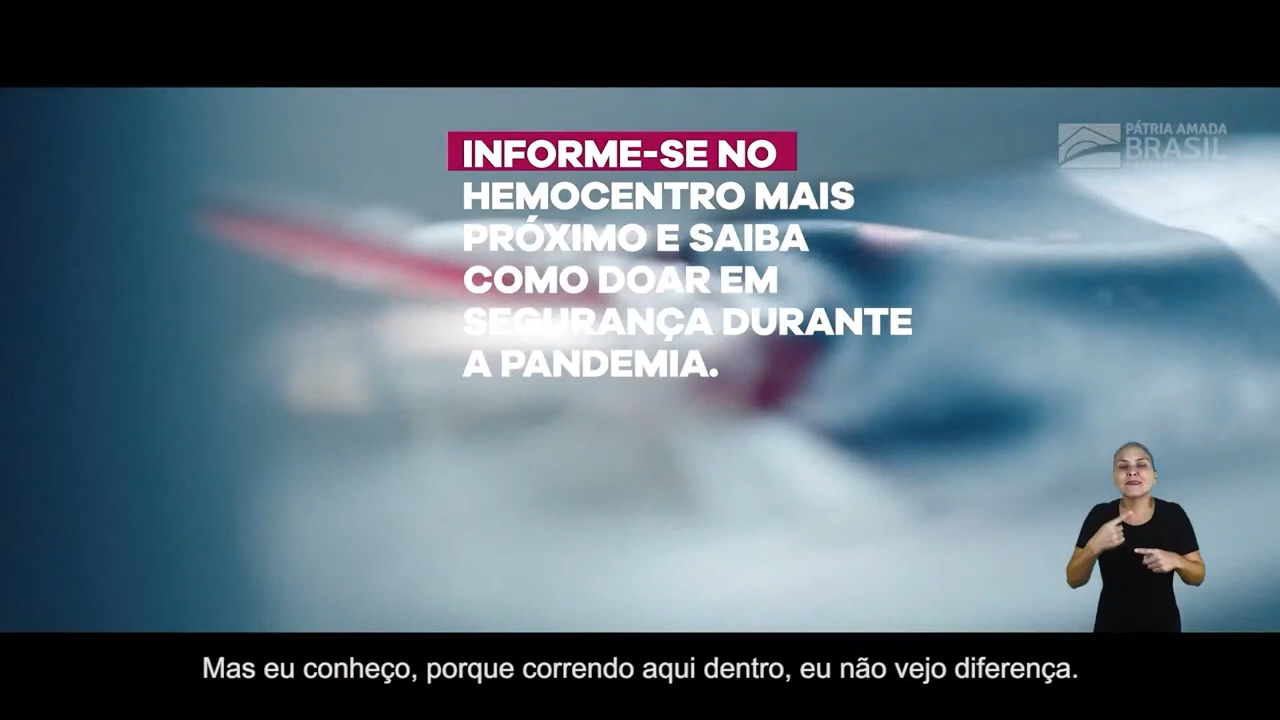 INFORME-SE NO
HEMOCENTRO MAIS
PRÓXIMO E SAIBA
COMO DOAR EM
SEGURANÇA DURANTE
A PANDEMIA.
PÁTRIA AMADA
BRASIL
Mas eu conheço, porque correndo aqui dentro, eu não vejo diferença.